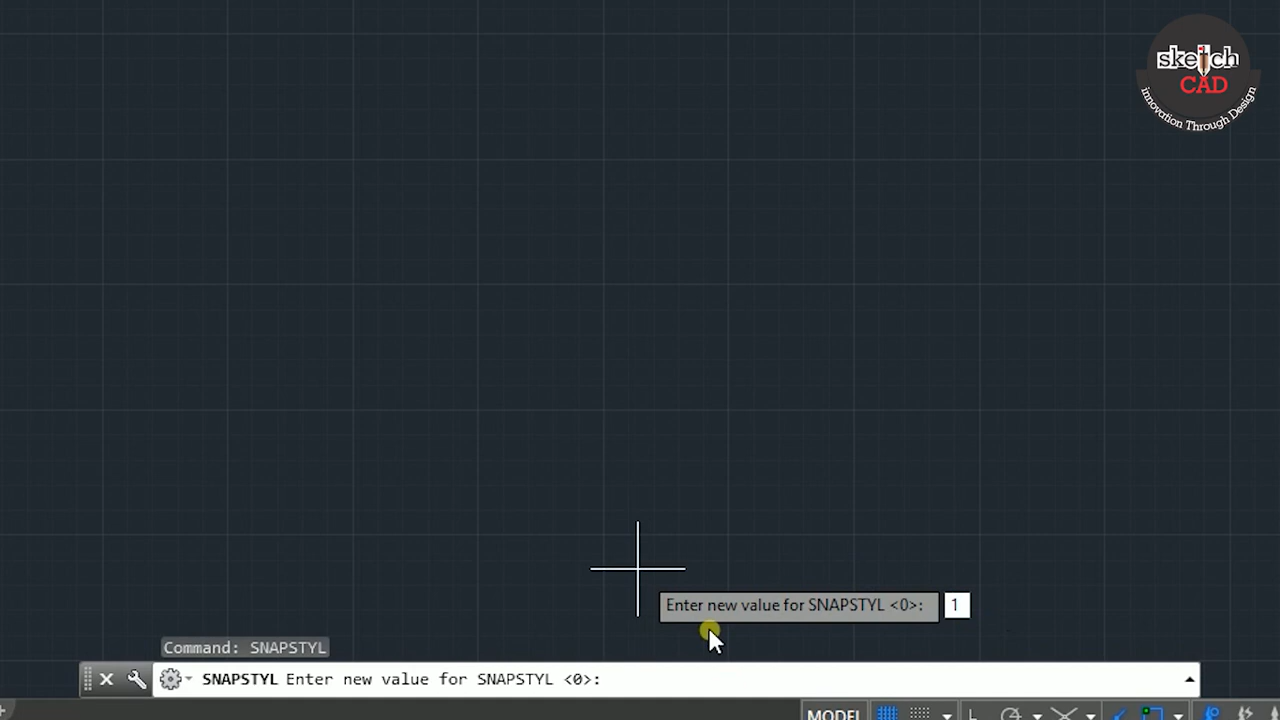 sketch
CAD
innovation Through Design
Enter new value for SNAPSTYL <0>: 1
Command: SNAPSTYL
SNAPSTYL Enter new value for SNAPSTYL <0>:
MODEL